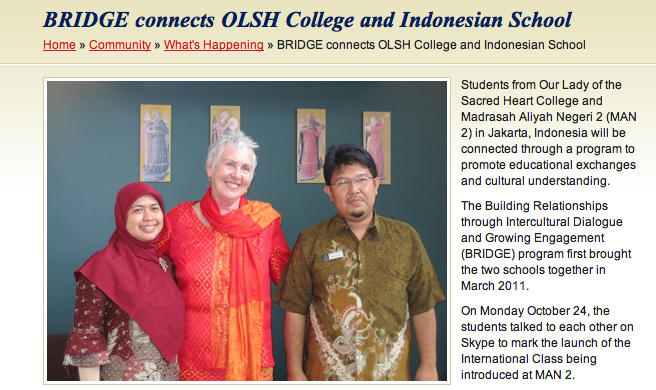 BRIDGE connects OLSH College and Indonesian School
Home » Community » What's Happening » BRIDGE connects OLSH College and Indonesian School
Students from Our Lady of the
Sacred Heart College and
Madrasah Aliyah Negeri 2 (MAN
2) in Jakarta, Indonesia will be
connected through a program to
promote educational exchanges
and cultural understanding.
The Building Relationships
through Intercultural Dialogue
and Growing Engagement
(BRIDGE) program first brought
the two schools together in
March 2011.
On Monday October 24, the
students talked to each other on
Skype to mark the launch of the
International Class being
introduced at MAN 2.